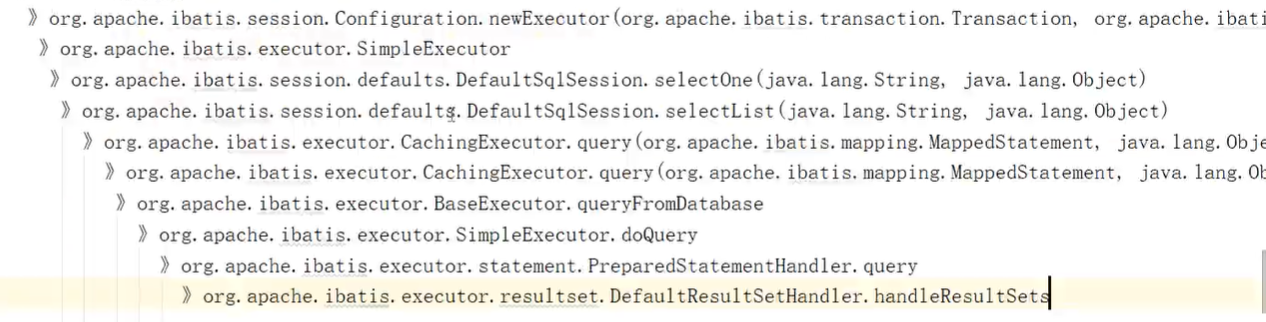 》org.apache.ibatis.session.Configuration.newExecutor(org.apache.ibatis.transaction.Transaction, org.apache.ibati
》org.apache.ibatis.executor.SimpleExecutor
》org.apache.ibatis.session.defaults.DefaultSqlSession.selectOne(java.lang.String, java.lang.Object)
》org.apache.ibatis.session.defaults.DefaultSqlSession.selectList(java.lang.String, java.lang.Object)
》org.apache.ibatis.executor.CachingExecutor.query(org.apache.ibatis.mapping.MappedStatement, java.lang.Obje
》org.apache.ibatis.executor.CachingExecutor.query(org.apache.ibatis.mapping.MappedStatement, java.lang.Ob
》org.apache.ibatis.executor.BaseExecutor.queryFromDatabase
》org.apache.ibatis.executor.SimpleExecutor.doQuery
》org.apache.ibatis.executor.statement.PreparedStatementHandler.query
》org.apache.ibatis.executor.resultset.DefaultResultSetHandler.handleResultSets